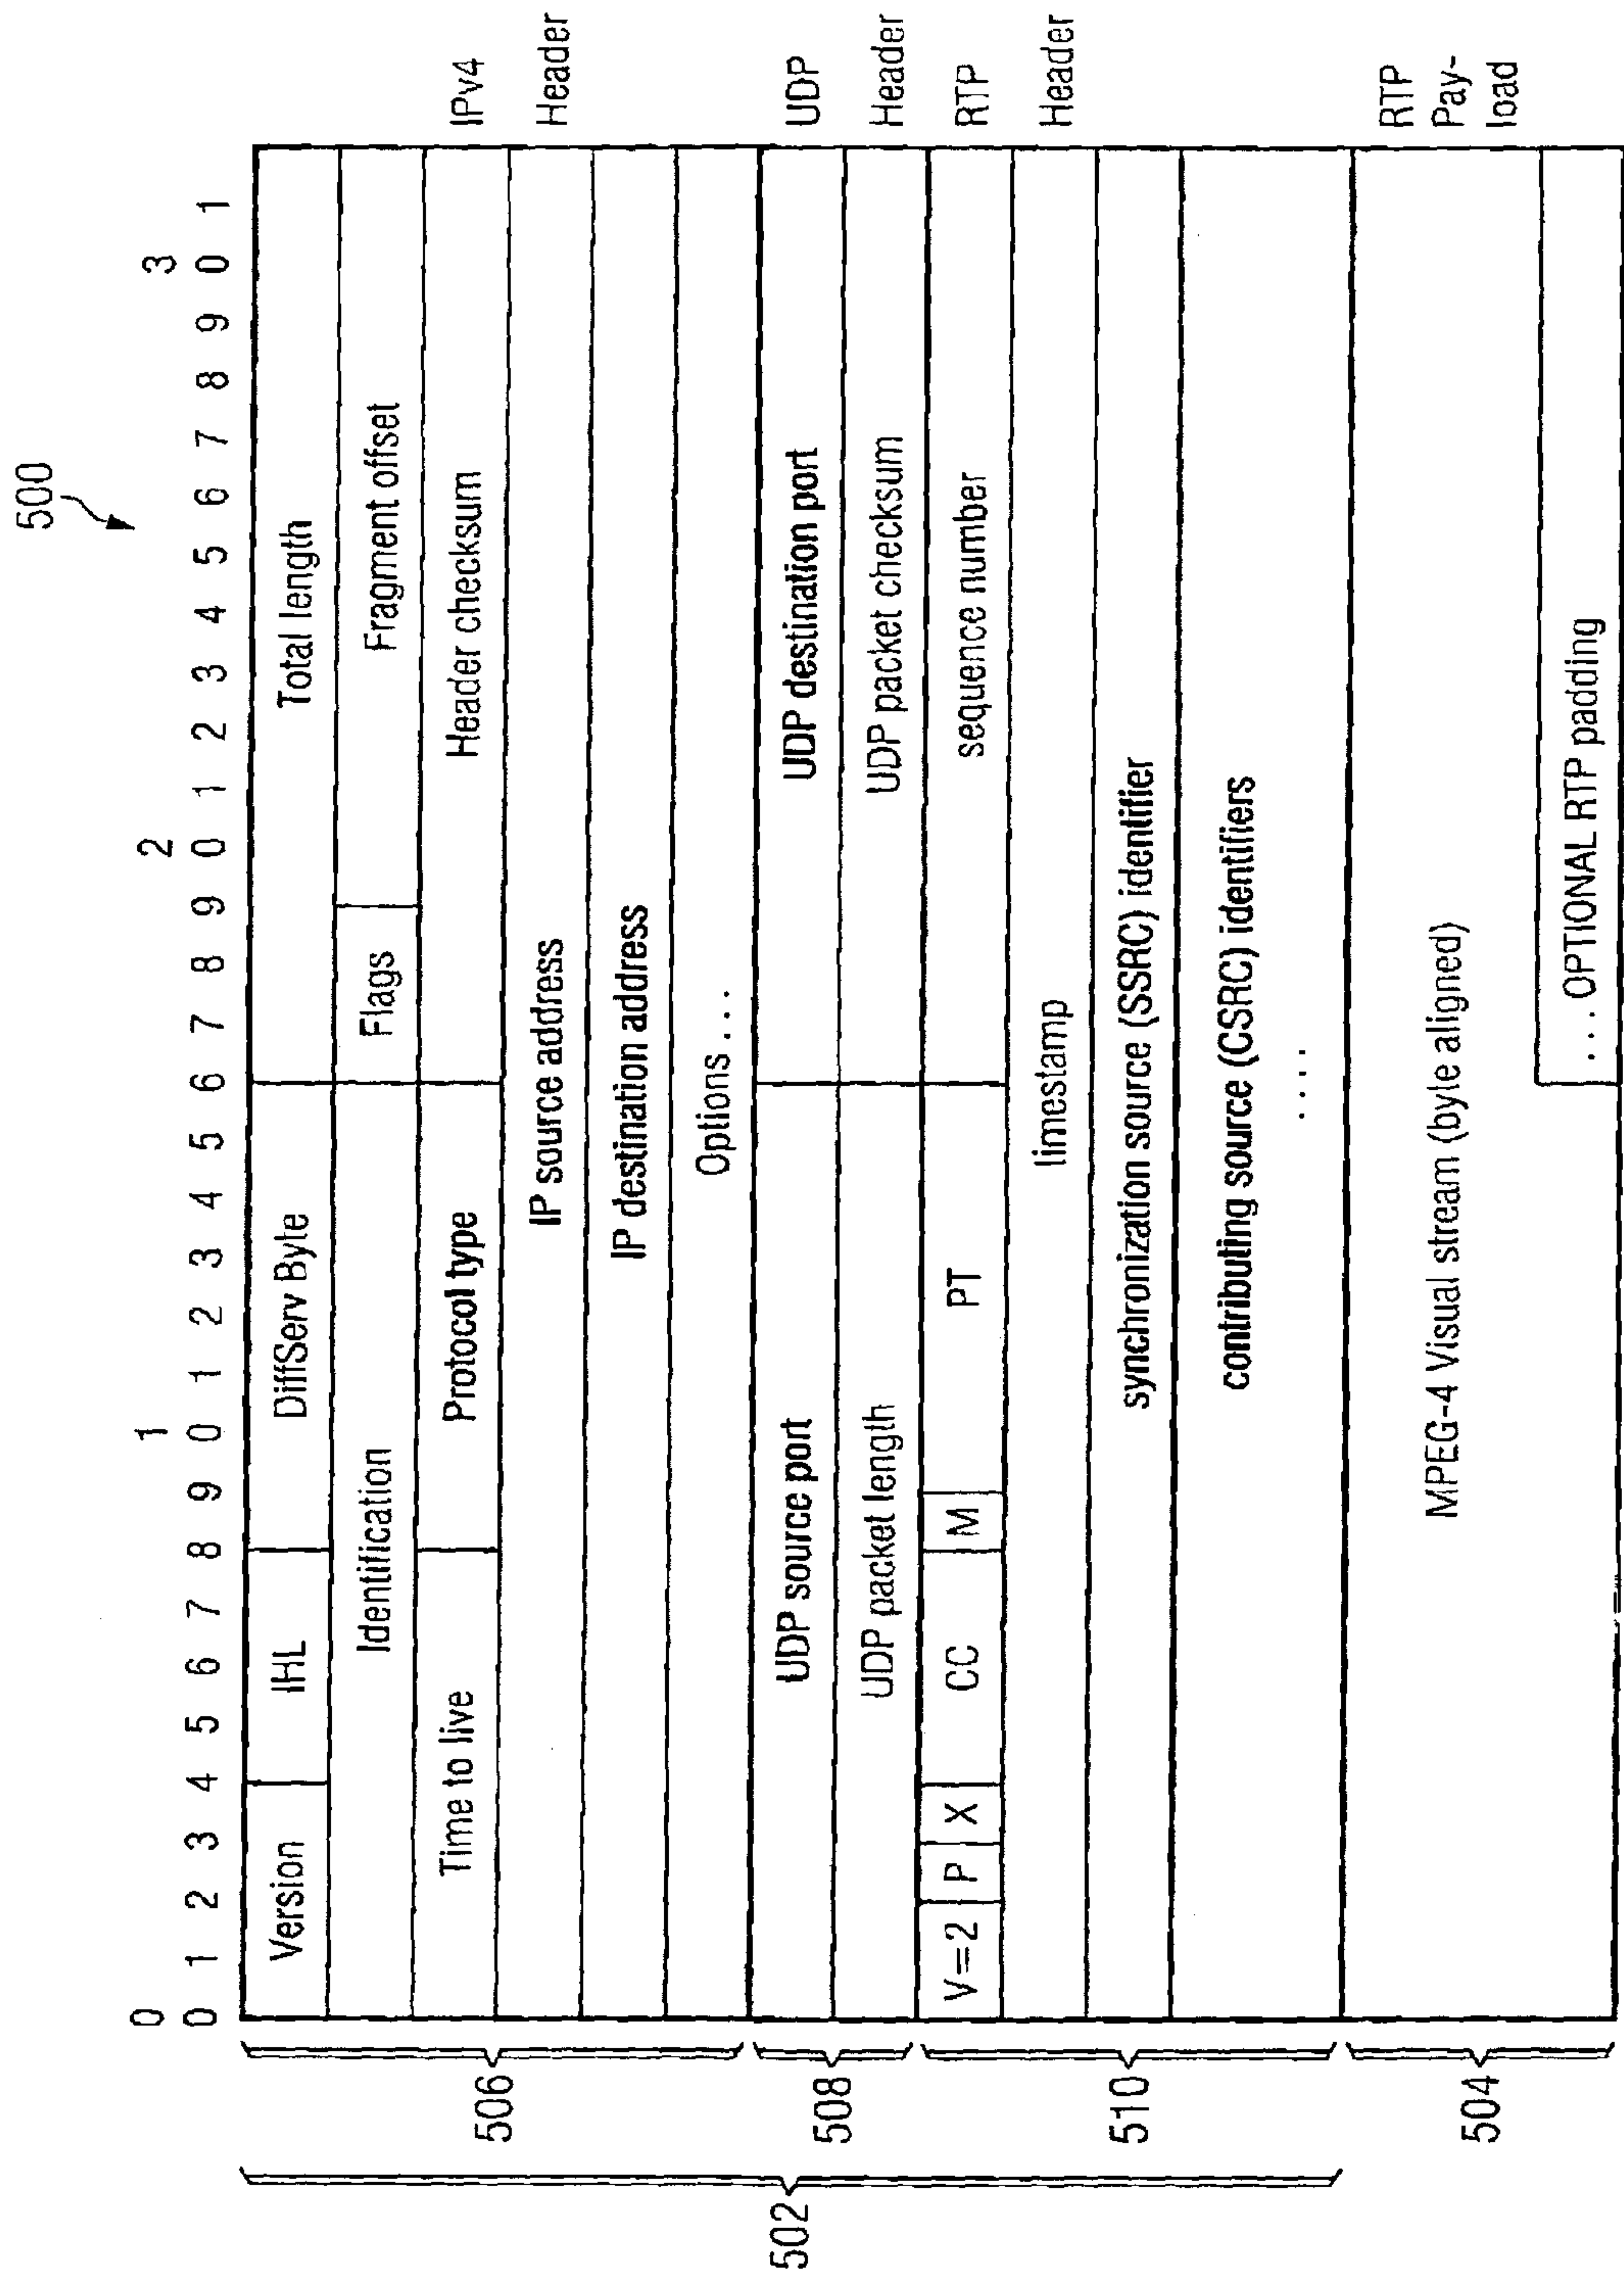 500
0 1 2 3
0 1 2 3 4 5 6 7 8 9 0 1 2 3 4 5 6 7 8 9 0 1 2 3 4 5 6 7 8 9 0 1
Version IHL DiffServ Byte Total length
Identification Flags Fragment offset
Time to live Protocol type Header checksum IPv4
IP source address Header
IP destination address
Options ...
UDP source port UDP destination port UDP
UDP packet length UDP packet checksum Header
V=2 P X CC M PT sequence number RTP
timestamp Header
synchronization source (SSRC) identifier
contributing source (CSRC) identifiers
....
MPEG-4 Visual stream (byte aligned) RTP
Pay-
load
... OPTIONAL RTP padding
506
508
510
504
502